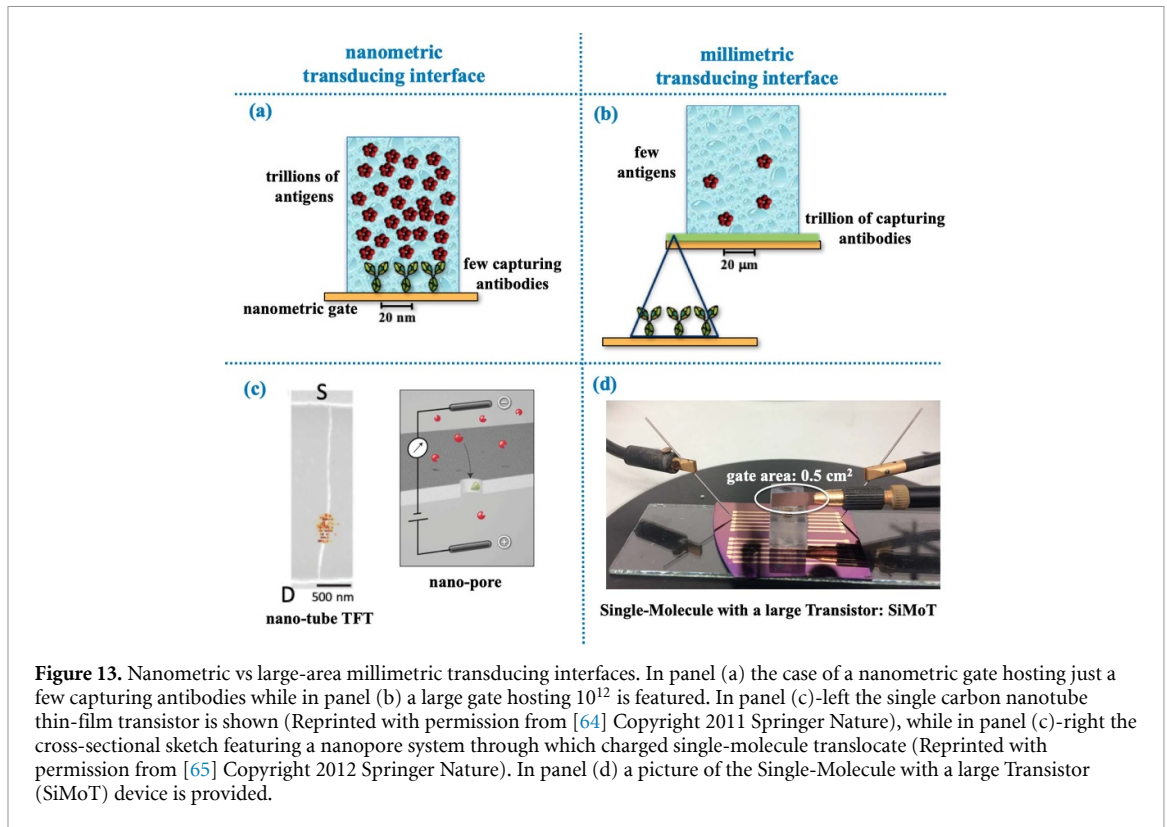 nanometric
transducing interface
millimetric
transducing interface
(a)
trillions of
antigens
few capturing
antibodies
nanometric gate
20 nm
(b)
few
antigens
trillion of capturing
antibodies
20 μm
(c)
S
D
500 nm
nano-tube TFT
nano-pore
(d)
gate area: 0.5 cm²
Single-Molecule with a large Transistor: SiMoT
Figure 13. Nanometric vs large-area millimetric transducing interfaces. In panel (a) the case of a nanometric gate hosting just a
few capturing antibodies while in panel (b) a large gate hosting 10¹² is featured. In panel (c)-left the single carbon nanotube
thin-film transistor is shown (Reprinted with permission from [64] Copyright 2011 Springer Nature), while in panel (c)-right the
cross-sectional sketch featuring a nanopore system through which charged single-molecule translocate (Reprinted with
permission from [65] Copyright 2012 Springer Nature). In panel (d) a picture of the Single-Molecule with a large Transistor
(SiMoT) device is provided.